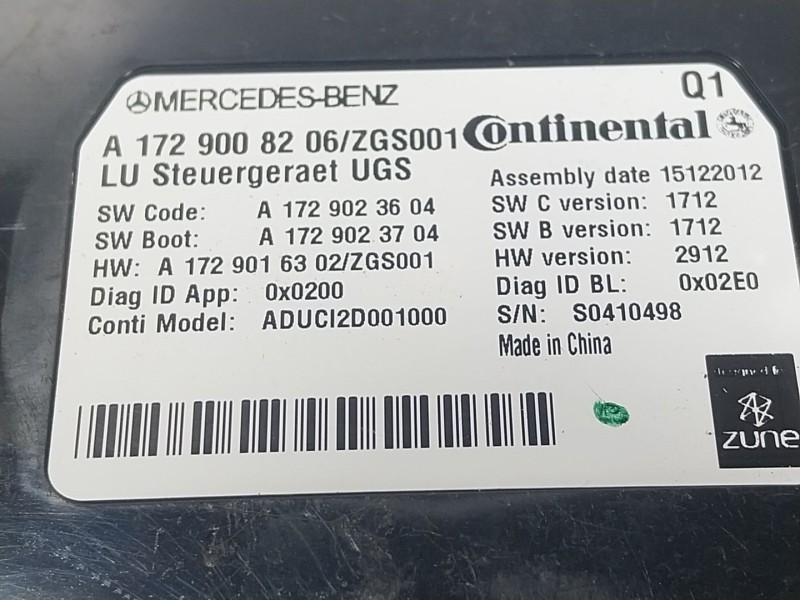 MERCEDES-BENZ
Q1
A 172 900 82 06/ZGS001
Continental
LU Steuergeraet UGS
Assembly date 15122012
SW Code: A 172 902 36 04
SW C version: 1712
SW Boot: A 172 902 37 04
SW B version: 1712
HW: A 172 901 63 02/ZGS001
HW version: 2912
Diag ID App: 0x0200
Diag ID BL: 0x02E0
Conti Model: ADUCI2D001000
S/N: S0410498
Made in China
designed for
zune